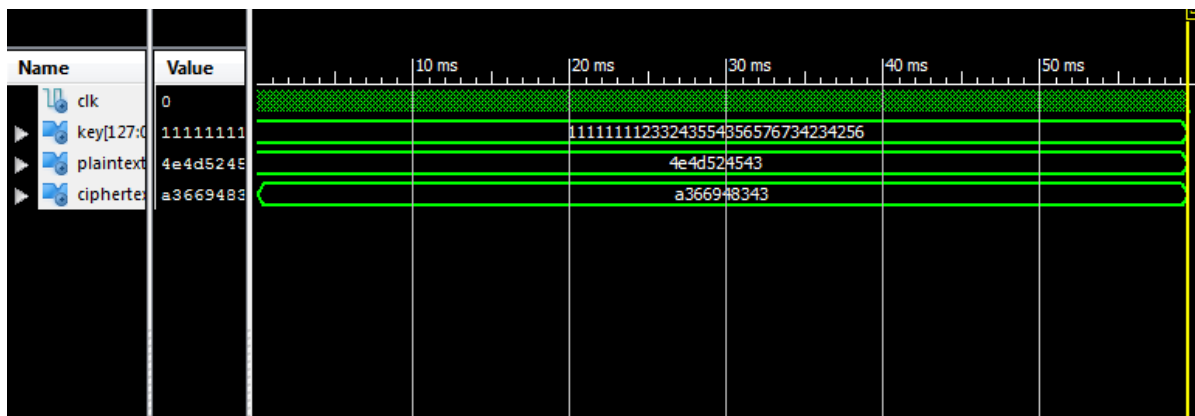 10 ms 20 ms 30 ms 40 ms 50 ms
Name Value
clk 0
key[127:0 11111111 11111111233243554356576734234256
plaintext 4e4d5245 4e4d524543
ciphertex a3669483 a366948343